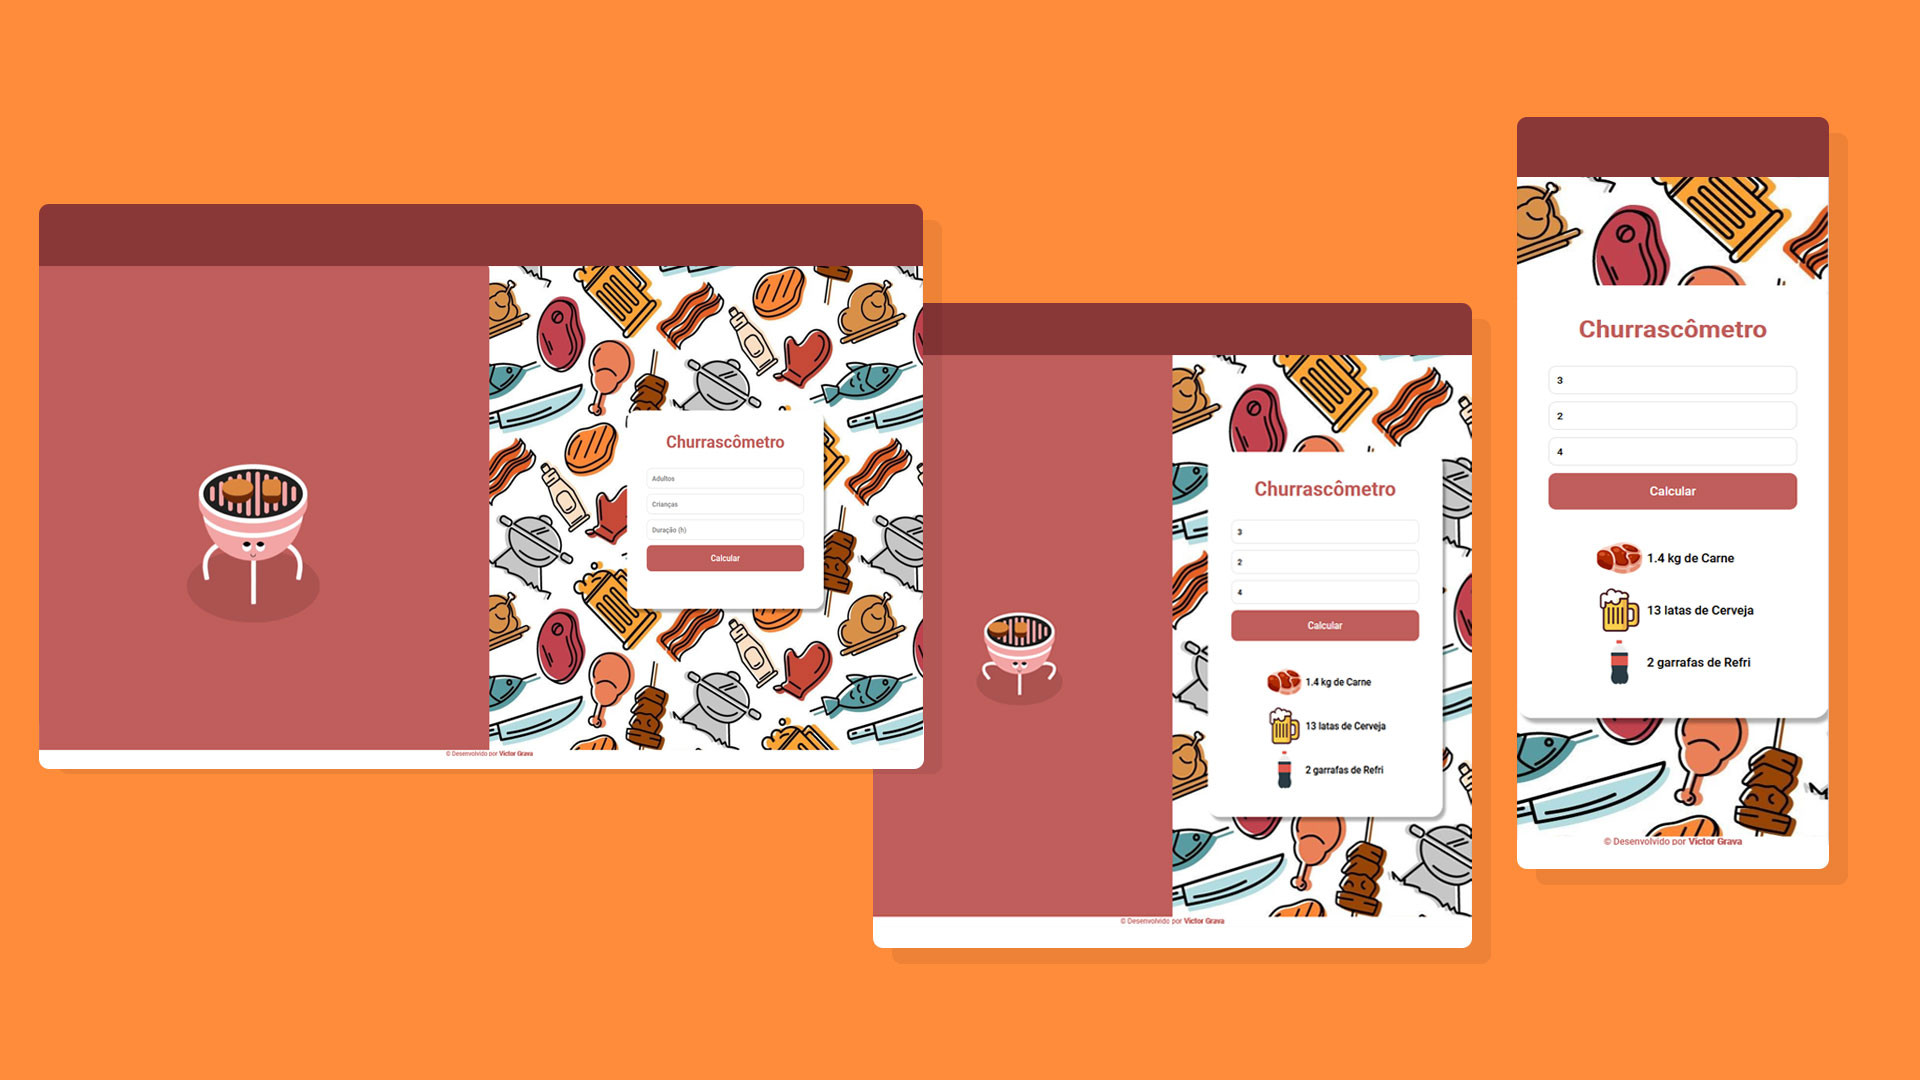 Churrascômetro
Adultos
Crianças
Duração (h)
Calcular
© Desenvolvido por Victor Grava
Churrascômetro
3
2
4
Calcular
1.4 kg de Carne
13 latas de Cerveja
2 garrafas de Refri
© Desenvolvido por Victor Grava
Churrascômetro
3
2
4
Calcular
1.4 kg de Carne
13 latas de Cerveja
2 garrafas de Refri
© Desenvolvido por Victor Grava